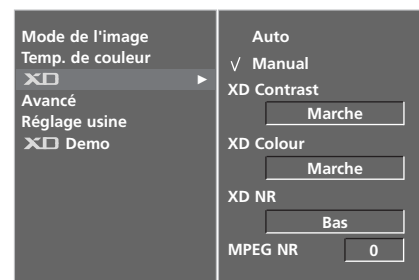 Mode de l'image
Temp. de couleur
XD ►
Avancé
Réglage usine
XD Demo
Auto
√ Manual
XD Contrast
Marche
XD Colour
Marche
XD NR
Bas
MPEG NR 0